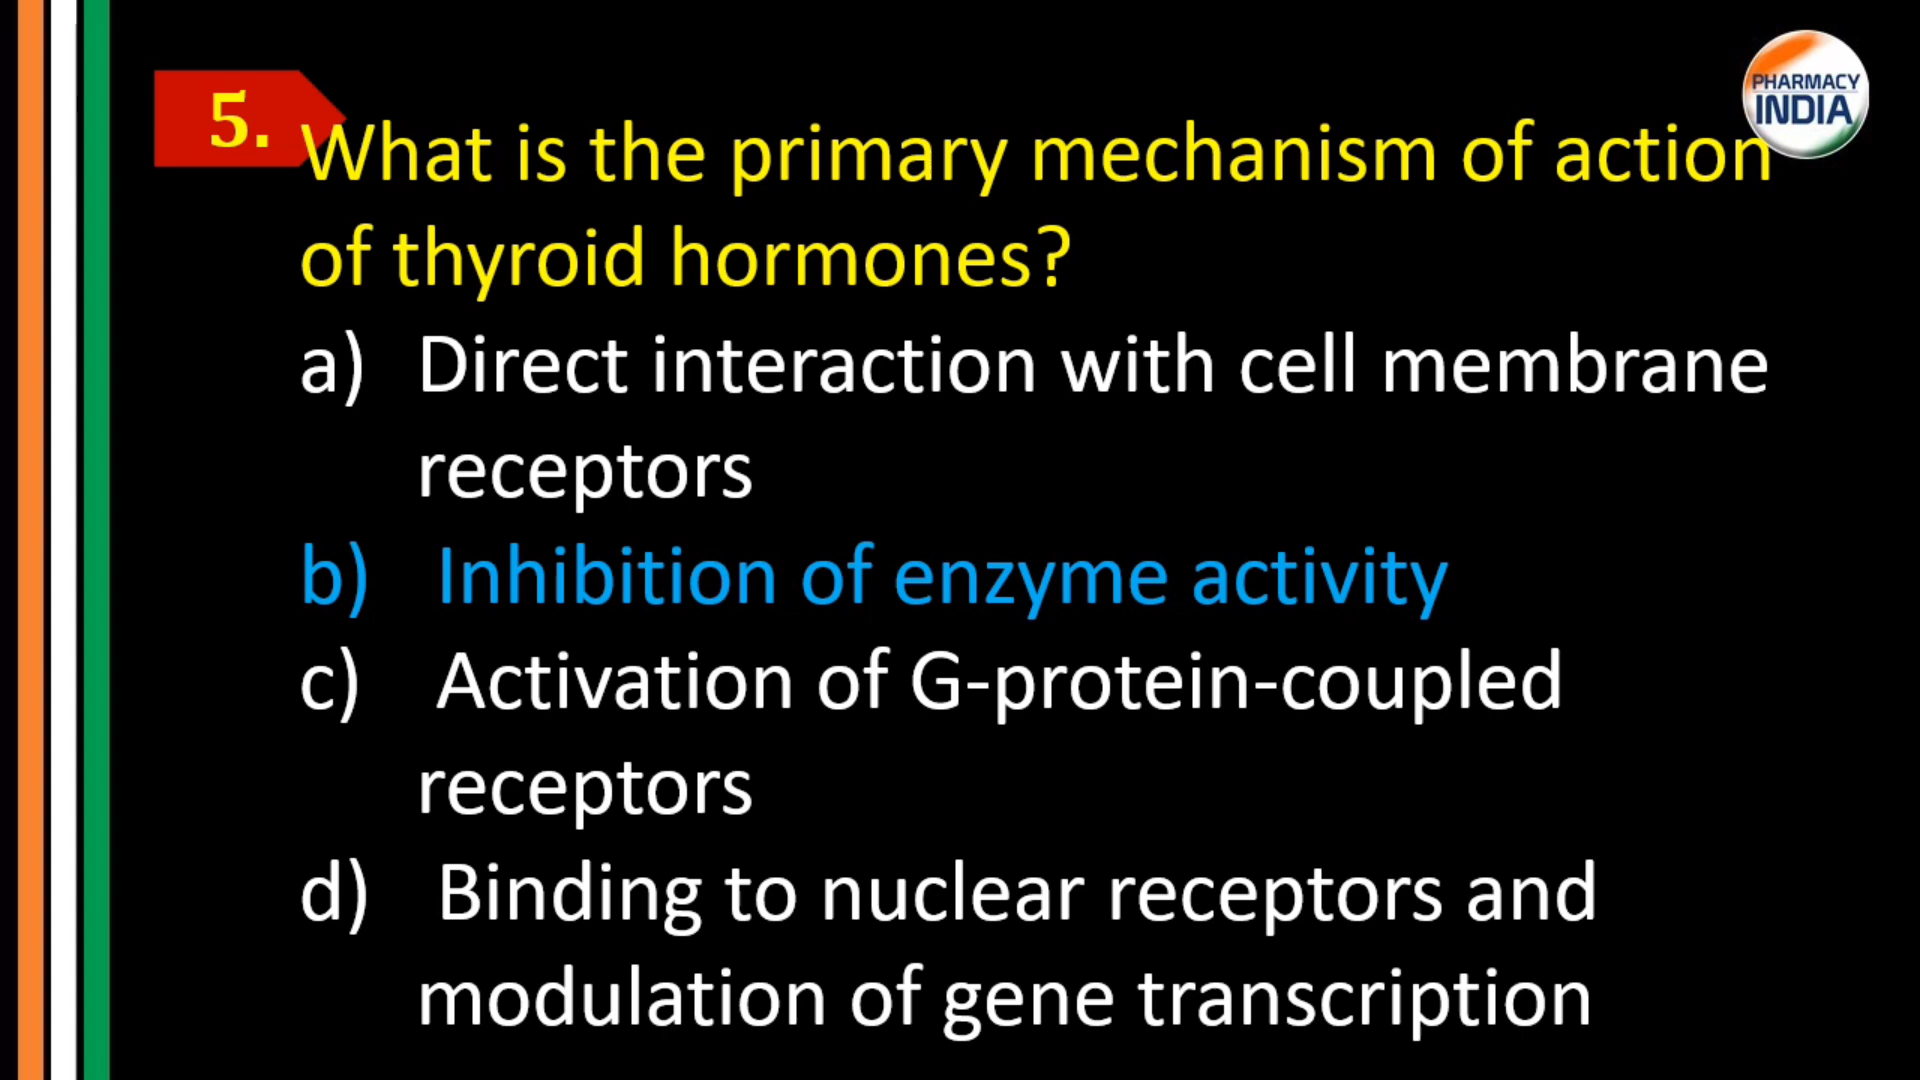 PHARMACY
INDIA
5. What is the primary mechanism of action
of thyroid hormones?
a) Direct interaction with cell membrane
receptors
b) Inhibition of enzyme activity
c) Activation of G-protein-coupled
receptors
d) Binding to nuclear receptors and
modulation of gene transcription